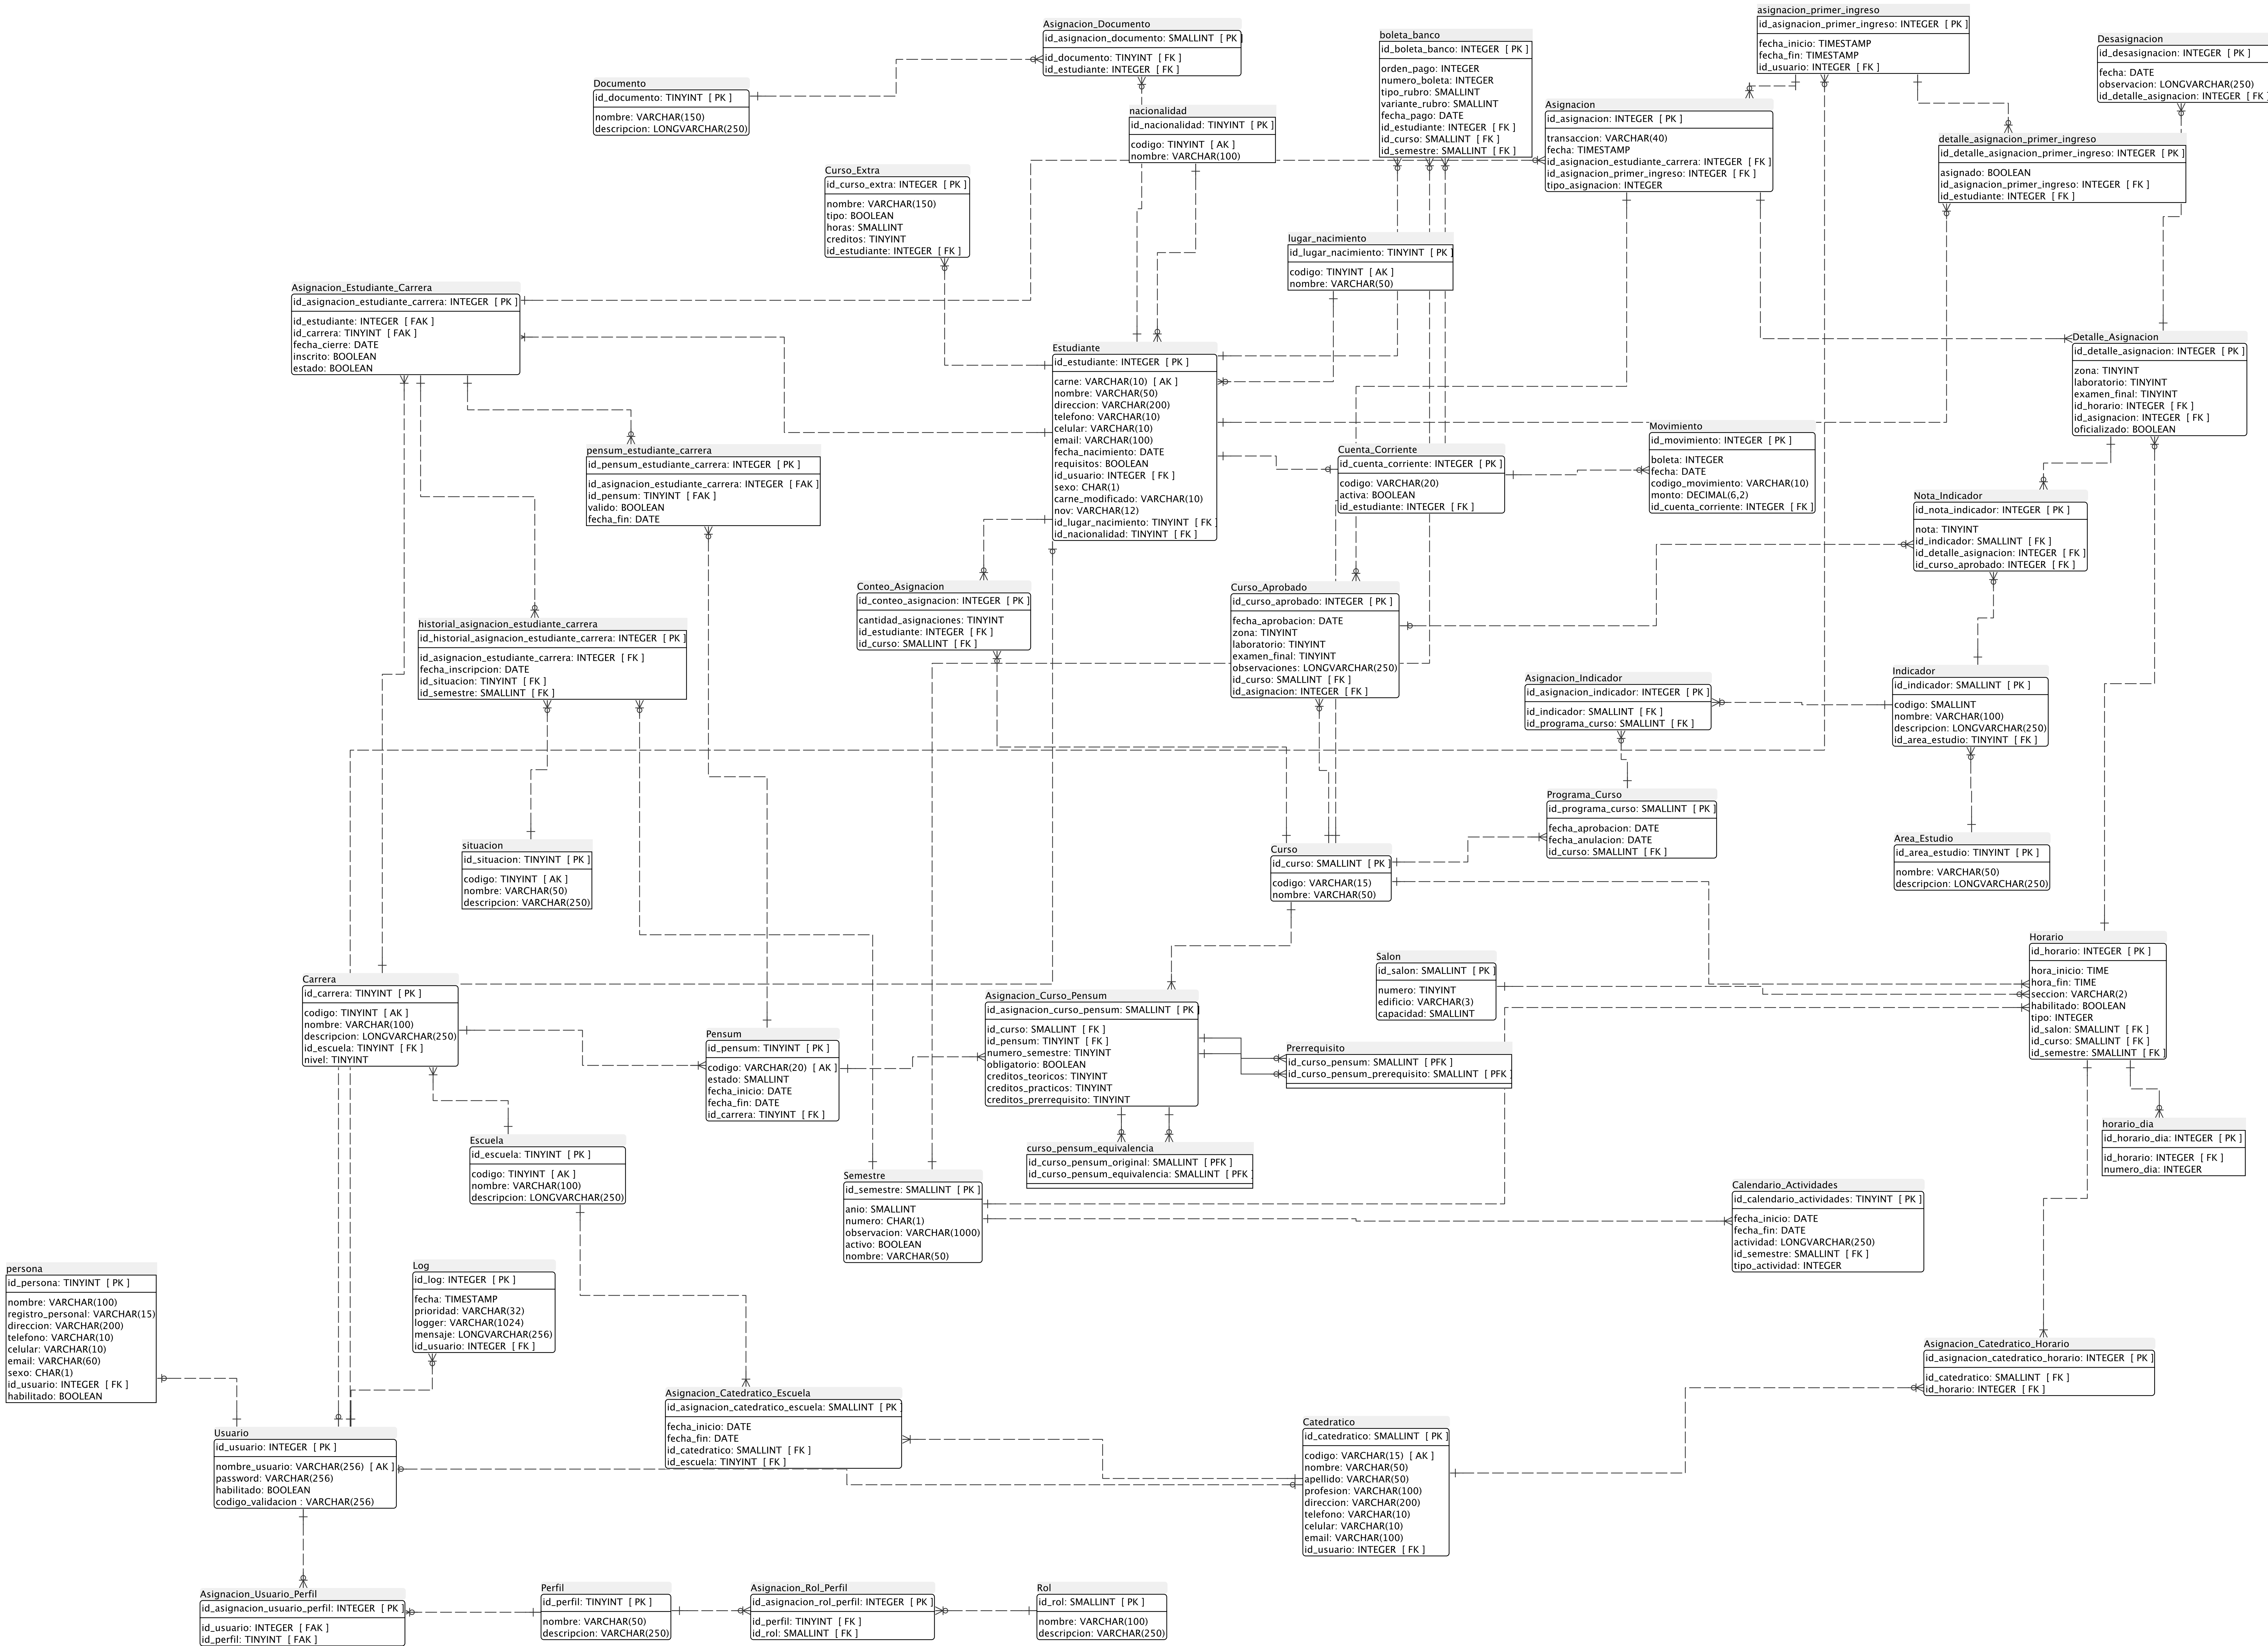 Asignacion_Documento
id_asignacion_documento: SMALLINT [ PK ]
id_documento: TINYINT [ FK ]
id_estudiante: INTEGER [ FK ]
boleta_banco
id_boleta_banco: INTEGER [ PK ]
orden_pago: INTEGER
numero_boleta: INTEGER
tipo_rubro: SMALLINT
variante_rubro: SMALLINT
fecha_pago: DATE
id_estudiante: INTEGER [ FK ]
id_curso: SMALLINT [ FK ]
id_semestre: SMALLINT [ FK ]
asignacion_primer_ingreso
id_asignacion_primer_ingreso: INTEGER [ PK ]
fecha_inicio: TIMESTAMP
fecha_fin: TIMESTAMP
id_usuario: INTEGER [ FK ]
Desasignacion
id_desasignacion: INTEGER [ PK ]
fecha: DATE
observacion: LONGVARCHAR(250)
id_detalle_asignacion: INTEGER [ FK ]
Documento
id_documento: TINYINT [ PK ]
nombre: VARCHAR(150)
descripcion: LONGVARCHAR(250)
nacionalidad
id_nacionalidad: TINYINT [ PK ]
codigo: TINYINT [ AK ]
nombre: VARCHAR(100)
Asignacion
id_asignacion: INTEGER [ PK ]
transaccion: VARCHAR(40)
fecha: TIMESTAMP
id_asignacion_estudiante_carrera: INTEGER [ FK ]
id_asignacion_primer_ingreso: INTEGER [ FK ]
tipo_asignacion: INTEGER
detalle_asignacion_primer_ingreso
id_detalle_asignacion_primer_ingreso: INTEGER [ PK ]
asignado: BOOLEAN
id_asignacion_primer_ingreso: INTEGER [ FK ]
id_estudiante: INTEGER [ FK ]
Curso_Extra
id_curso_extra: INTEGER [ PK ]
nombre: VARCHAR(150)
tipo: BOOLEAN
horas: SMALLINT
creditos: TINYINT
id_estudiante: INTEGER [ FK ]
lugar_nacimiento
id_lugar_nacimiento: TINYINT [ PK ]
codigo: TINYINT [ AK ]
nombre: VARCHAR(50)
Asignacion_Estudiante_Carrera
id_asignacion_estudiante_carrera: INTEGER [ PK ]
id_estudiante: INTEGER [ FAK ]
id_carrera: TINYINT [ FAK ]
fecha_cierre: DATE
inscrito: BOOLEAN
estado: BOOLEAN
Estudiante
id_estudiante: INTEGER [ PK ]
carne: VARCHAR(10) [ AK ]
nombre: VARCHAR(50)
direccion: VARCHAR(200)
telefono: VARCHAR(10)
celular: VARCHAR(10)
email: VARCHAR(100)
fecha_nacimiento: DATE
requisitos: BOOLEAN
id_usuario: INTEGER [ FK ]
sexo: CHAR(1)
carne_modificado: VARCHAR(10)
nov: VARCHAR(12)
id_lugar_nacimiento: TINYINT [ FK ]
id_nacionalidad: TINYINT [ FK ]
Detalle_Asignacion
id_detalle_asignacion: INTEGER [ PK ]
zona: TINYINT
laboratorio: TINYINT
examen_final: TINYINT
id_horario: INTEGER [ FK ]
id_asignacion: INTEGER [ FK ]
oficializado: BOOLEAN
pensum_estudiante_carrera
id_pensum_estudiante_carrera: INTEGER [ PK ]
id_asignacion_estudiante_carrera: INTEGER [ FAK ]
id_pensum: TINYINT [ FAK ]
valido: BOOLEAN
fecha_fin: DATE
Cuenta_Corriente
id_cuenta_corriente: INTEGER [ PK ]
codigo: VARCHAR(20)
activa: BOOLEAN
id_estudiante: INTEGER [ FK ]
Movimiento
id_movimiento: INTEGER [ PK ]
boleta: INTEGER
fecha: DATE
codigo_movimiento: VARCHAR(10)
monto: DECIMAL(6,2)
id_cuenta_corriente: INTEGER [ FK ]
Nota_Indicador
id_nota_indicador: INTEGER [ PK ]
nota: TINYINT
id_indicador: SMALLINT [ FK ]
id_detalle_asignacion: INTEGER [ FK ]
id_curso_aprobado: INTEGER [ FK ]
Conteo_Asignacion
id_conteo_asignacion: INTEGER [ PK ]
cantidad_asignaciones: TINYINT
id_estudiante: INTEGER [ FK ]
id_curso: SMALLINT [ FK ]
Curso_Aprobado
id_curso_aprobado: INTEGER [ PK ]
fecha_aprobacion: DATE
zona: TINYINT
laboratorio: TINYINT
examen_final: TINYINT
observaciones: LONGVARCHAR(250)
id_curso: SMALLINT [ FK ]
id_asignacion: INTEGER [ FK ]
historial_asignacion_estudiante_carrera
id_historial_asignacion_estudiante_carrera: INTEGER [ PK ]
id_asignacion_estudiante_carrera: INTEGER [ FK ]
fecha_inscripcion: DATE
id_situacion: TINYINT [ FK ]
id_semestre: SMALLINT [ FK ]
Asignacion_Indicador
id_asignacion_indicador: INTEGER [ PK ]
id_indicador: SMALLINT [ FK ]
id_programa_curso: SMALLINT [ FK ]
Indicador
id_indicador: SMALLINT [ PK ]
codigo: SMALLINT
nombre: VARCHAR(100)
descripcion: LONGVARCHAR(250)
id_area_estudio: TINYINT [ FK ]
Programa_Curso
id_programa_curso: SMALLINT [ PK ]
fecha_aprobacion: DATE
fecha_anulacion: DATE
id_curso: SMALLINT [ FK ]
situacion
id_situacion: TINYINT [ PK ]
codigo: TINYINT [ AK ]
nombre: VARCHAR(50)
descripcion: VARCHAR(250)
Curso
id_curso: SMALLINT [ PK ]
codigo: VARCHAR(15)
nombre: VARCHAR(50)
Area_Estudio
id_area_estudio: TINYINT [ PK ]
nombre: VARCHAR(50)
descripcion: LONGVARCHAR(250)
Horario
id_horario: INTEGER [ PK ]
hora_inicio: TIME
hora_fin: TIME
seccion: VARCHAR(2)
habilitado: BOOLEAN
tipo: INTEGER
id_salon: SMALLINT [ FK ]
id_curso: SMALLINT [ FK ]
id_semestre: SMALLINT [ FK ]
Salon
id_salon: SMALLINT [ PK ]
numero: TINYINT
edificio: VARCHAR(3)
capacidad: SMALLINT
Carrera
id_carrera: TINYINT [ PK ]
codigo: TINYINT [ AK ]
nombre: VARCHAR(100)
descripcion: LONGVARCHAR(250)
id_escuela: TINYINT [ FK ]
nivel: TINYINT
Asignacion_Curso_Pensum
id_asignacion_curso_pensum: SMALLINT [ PK ]
id_curso: SMALLINT [ FK ]
id_pensum: TINYINT [ FK ]
numero_semestre: TINYINT
obligatorio: BOOLEAN
creditos_teoricos: TINYINT
creditos_practicos: TINYINT
creditos_prerrequisito: TINYINT
Pensum
id_pensum: TINYINT [ PK ]
codigo: VARCHAR(20) [ AK ]
estado: SMALLINT
fecha_inicio: DATE
fecha_fin: DATE
id_carrera: TINYINT [ FK ]
Prerrequisito
id_curso_pensum: SMALLINT [ PFK ]
id_curso_pensum_prerequisito: SMALLINT [ PFK ]
horario_dia
id_horario_dia: INTEGER [ PK ]
id_horario: INTEGER [ FK ]
numero_dia: INTEGER
Escuela
id_escuela: TINYINT [ PK ]
codigo: TINYINT [ AK ]
nombre: VARCHAR(100)
descripcion: LONGVARCHAR(250)
curso_pensum_equivalencia
id_curso_pensum_original: SMALLINT [ PFK ]
id_curso_pensum_equivalencia: SMALLINT [ PFK ]
Semestre
id_semestre: SMALLINT [ PK ]
anio: SMALLINT
numero: CHAR(1)
observacion: VARCHAR(1000)
activo: BOOLEAN
nombre: VARCHAR(50)
Calendario_Actividades
id_calendario_actividades: TINYINT [ PK ]
fecha_inicio: DATE
fecha_fin: DATE
actividad: LONGVARCHAR(250)
id_semestre: SMALLINT [ FK ]
tipo_actividad: INTEGER
persona
id_persona: TINYINT [ PK ]
nombre: VARCHAR(100)
registro_personal: VARCHAR(15)
direccion: VARCHAR(200)
telefono: VARCHAR(10)
celular: VARCHAR(10)
email: VARCHAR(60)
sexo: CHAR(1)
id_usuario: INTEGER [ FK ]
habilitado: BOOLEAN
Log
id_log: INTEGER [ PK ]
fecha: TIMESTAMP
prioridad: VARCHAR(32)
logger: VARCHAR(1024)
mensaje: LONGVARCHAR(256)
id_usuario: INTEGER [ FK ]
Asignacion_Catedratico_Horario
id_asignacion_catedratico_horario: INTEGER [ PK ]
id_catedratico: SMALLINT [ FK ]
id_horario: INTEGER [ FK ]
Asignacion_Catedratico_Escuela
id_asignacion_catedratico_escuela: SMALLINT [ PK ]
fecha_inicio: DATE
fecha_fin: DATE
id_catedratico: SMALLINT [ FK ]
id_escuela: TINYINT [ FK ]
Catedratico
id_catedratico: SMALLINT [ PK ]
codigo: VARCHAR(15) [ AK ]
nombre: VARCHAR(50)
apellido: VARCHAR(50)
profesion: VARCHAR(100)
direccion: VARCHAR(200)
telefono: VARCHAR(10)
celular: VARCHAR(10)
email: VARCHAR(100)
id_usuario: INTEGER [ FK ]
Usuario
id_usuario: INTEGER [ PK ]
nombre_usuario: VARCHAR(256) [ AK ]
password: VARCHAR(256)
habilitado: BOOLEAN
codigo_validacion : VARCHAR(256)
Asignacion_Usuario_Perfil
id_asignacion_usuario_perfil: INTEGER [ PK ]
id_usuario: INTEGER [ FAK ]
id_perfil: TINYINT [ FAK ]
Perfil
id_perfil: TINYINT [ PK ]
nombre: VARCHAR(50)
descripcion: VARCHAR(250)
Asignacion_Rol_Perfil
id_asignacion_rol_perfil: INTEGER [ PK ]
id_perfil: TINYINT [ FK ]
id_rol: SMALLINT [ FK ]
Rol
id_rol: SMALLINT [ PK ]
nombre: VARCHAR(100)
descripcion: VARCHAR(250)